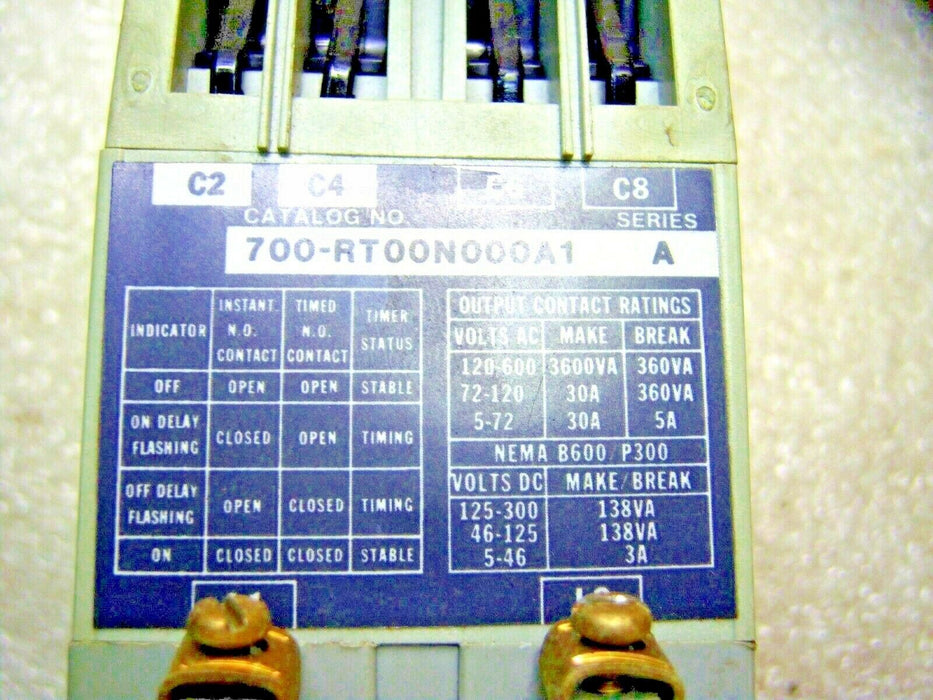 C2 C4 C8
CATALOG NO. SERIES
700-RT00N000A1 A
INDICATOR
INSTANT.
N.O.
CONTACT
TIMED
N.O.
CONTACT
TIMER
STATUS
OFF OPEN OPEN STABLE
ON DELAY
FLASHING
CLOSED OPEN TIMING
OFF DELAY
FLASHING
OPEN CLOSED TIMING
ON CLOSED CLOSED STABLE
OUTPUT CONTACT RATINGS
VOLTS AC MAKE BREAK
120-600 3600VA 360VA
72-120 30A 360VA
5-72 30A 5A
NEMA B600/P300
VOLTS DC MAKE/BREAK
125-300 138VA
46-125 138VA
5-46 3A